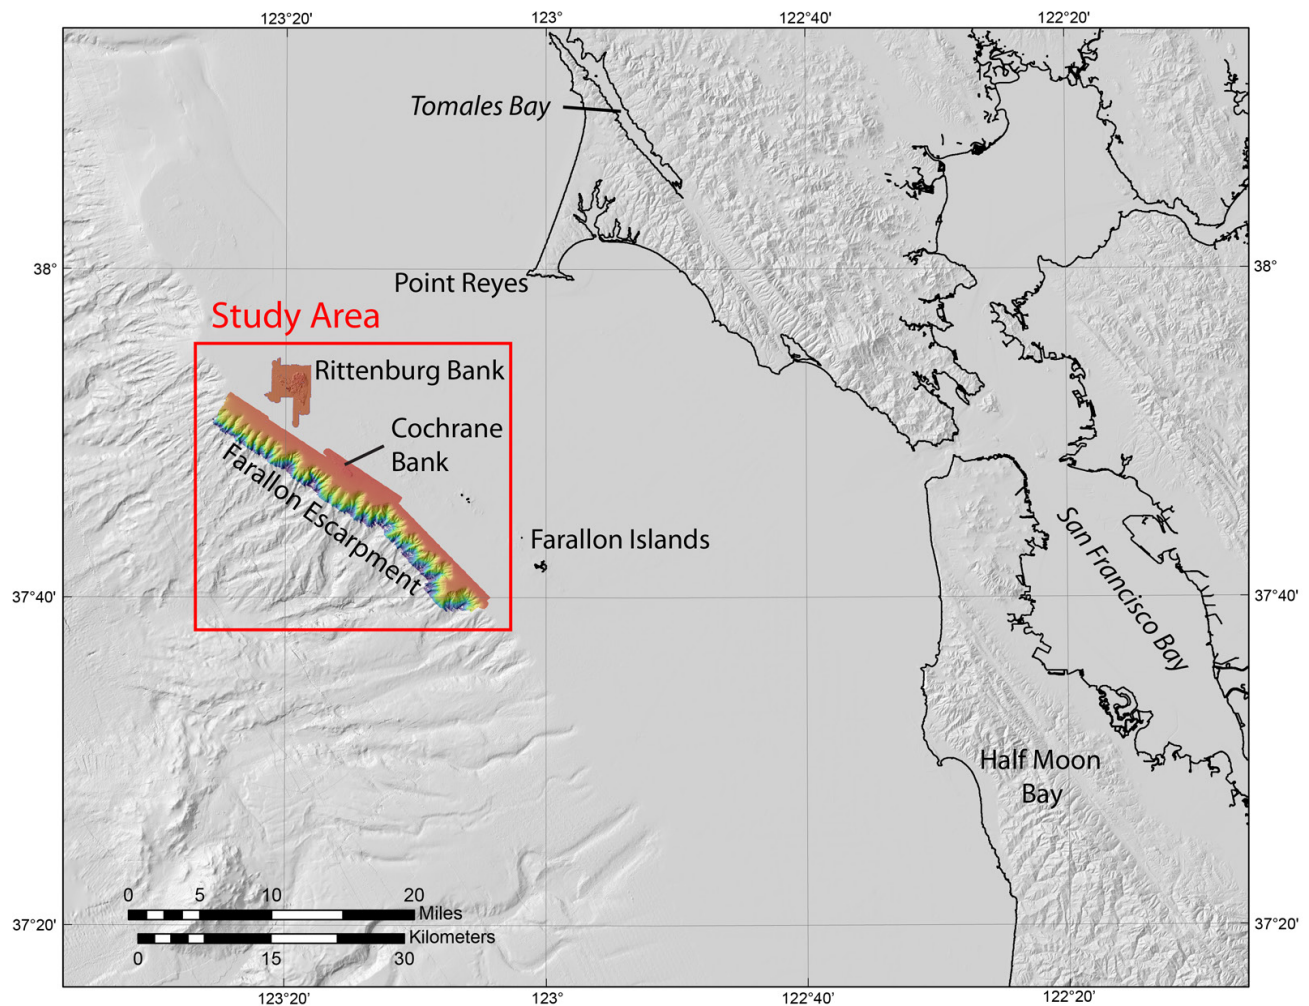 123°20'
123°
122°40'
122°20'
Tomales Bay
38°
38°
Point Reyes
Study Area
Rittenburg Bank
Cochrane
Bank
Farallon Escarpment
Farallon Islands
San Francisco Bay
37°40'
37°40'
Half Moon
Bay
0 5 10 20
Miles
37°20'
37°20'
Kilometers
0 15 30
123°20'
123°
122°40'
122°20'